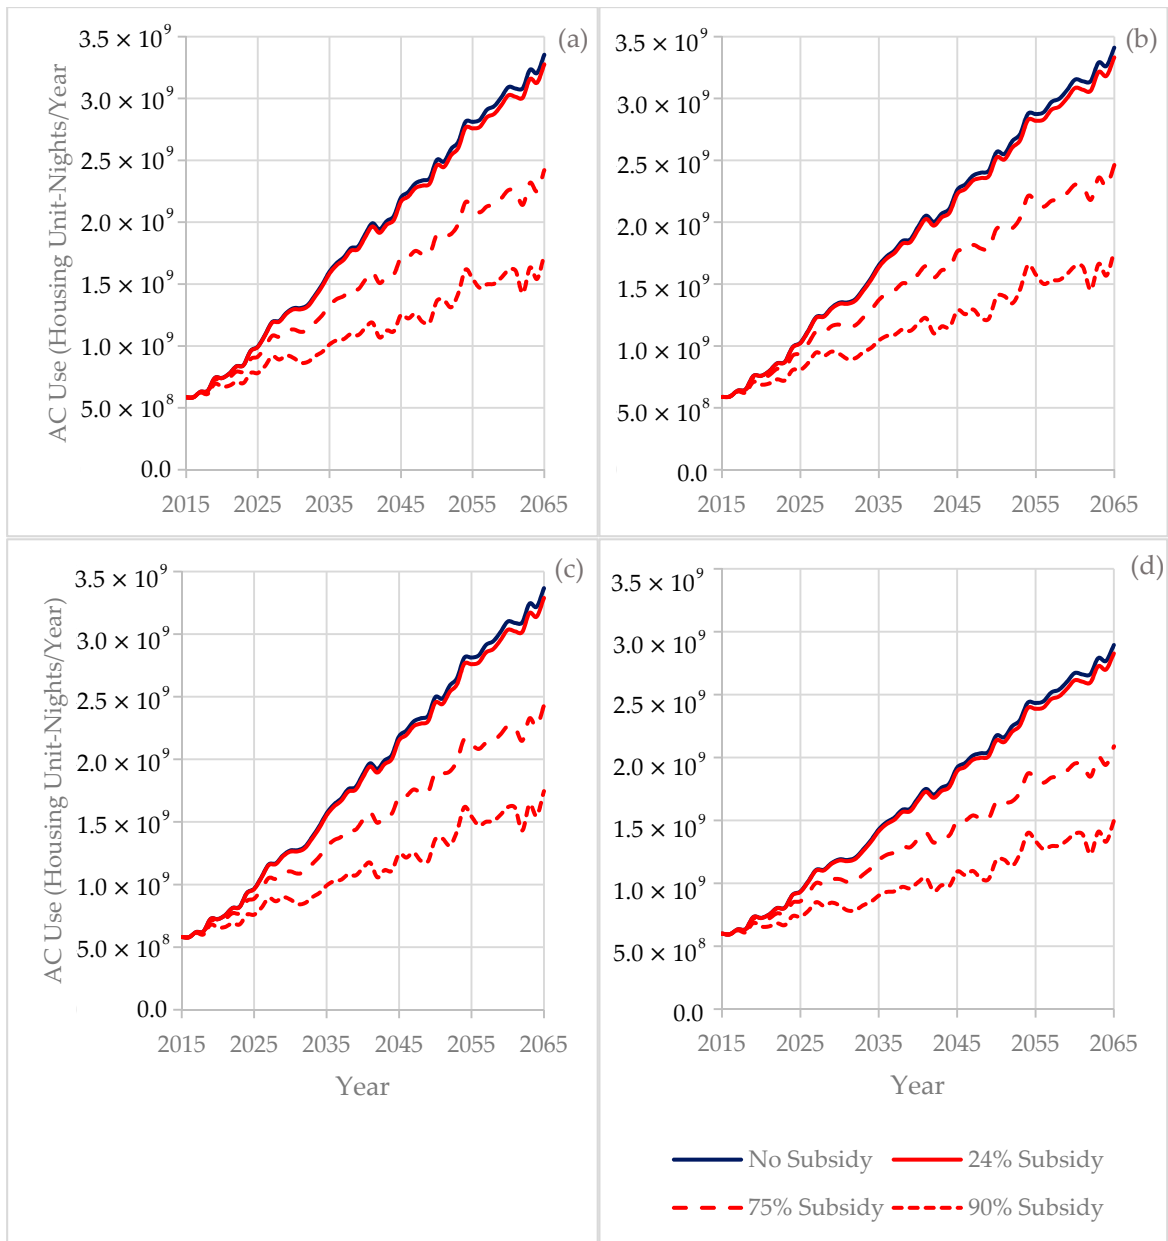 (a)
AC Use (Housing Unit-Nights/Year
3.5 × 10⁹
3.0 × 10⁹
2.5 × 10⁹
2.0 × 10⁹
1.5 × 10⁹
1.0 × 10⁹
5.0 × 10⁸
0.0
2015 2025 2035 2045 2055 2065
(b)
3.5 × 10⁹
3.0 × 10⁹
2.5 × 10⁹
2.0 × 10⁹
1.5 × 10⁹
1.0 × 10⁹
5.0 × 10⁸
0.0
2015 2025 2035 2045 2055 2065
(c)
AC Use (Housing Unit-Nights/Year)
3.5 × 10⁹
3.0 × 10⁹
2.5 × 10⁹
2.0 × 10⁹
1.5 × 10⁹
1.0 × 10⁹
5.0 × 10⁸
0.0
2015 2025 2035 2045 2055 2065
Year
(d)
3.5 × 10⁹
3.0 × 10⁹
2.5 × 10⁹
2.0 × 10⁹
1.5 × 10⁹
1.0 × 10⁹
5.0 × 10⁸
0.0
2015 2025 2035 2045 2055 2065
Year
No Subsidy 24% Subsidy
75% Subsidy 90% Subsidy